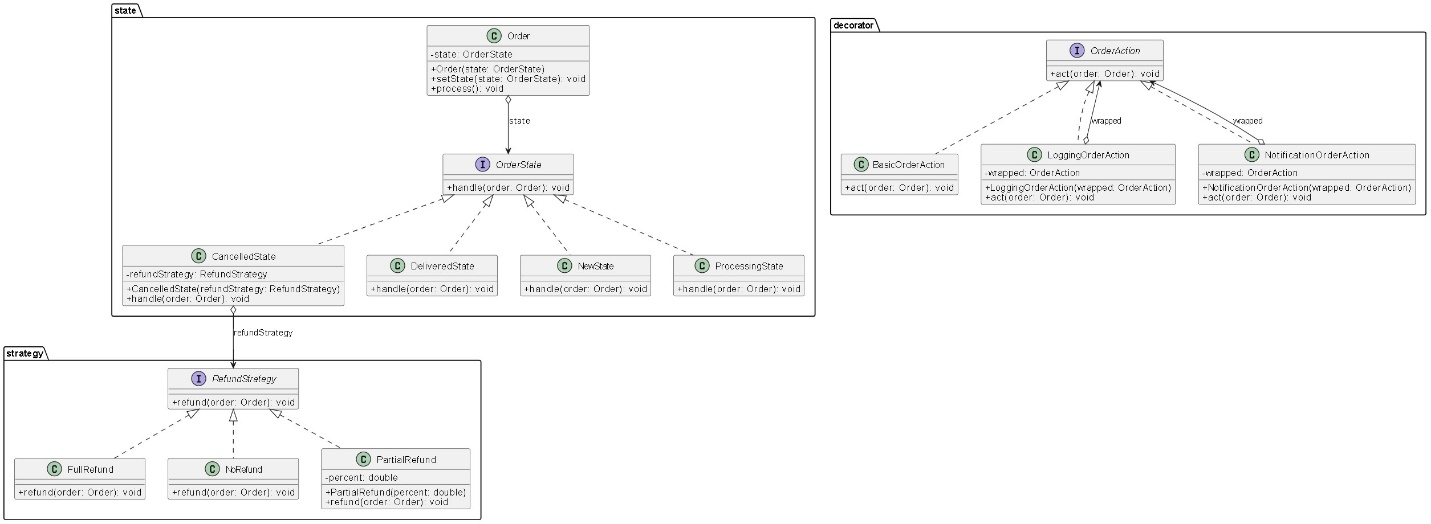 state
C Order
-state: OrderState
+Order(state: OrderState)
+setState(state: OrderState): void
+process(): void
state
I OrderState
+handle(order: Order): void
C CancelledState
-refundStrategy: RefundStrategy
+CancelledState(refundStrategy: RefundStrategy)
+handle(order: Order): void
C DeliveredState
+handle(order: Order): void
C NewState
+handle(order: Order): void
C ProcessingState
+handle(order: Order): void
refundStrategy
strategy
I RefundStrategy
+refund(order: Order): void
C FullRefund
+refund(order: Order): void
C NoRefund
+refund(order: Order): void
C PartialRefund
-percent: double
+PartialRefund(percent: double)
+refund(order: Order): void
decorator
I OrderAction
+act(order: Order): void
wrapped
wrapped
C BasicOrderAction
+act(order: Order): void
C LoggingOrderAction
-wrapped: OrderAction
+LoggingOrderAction(wrapped: OrderAction)
+act(order: Order): void
C NotificationOrderAction
-wrapped: OrderAction
+NotificationOrderAction(wrapped: OrderAction)
+act(order: Order): void